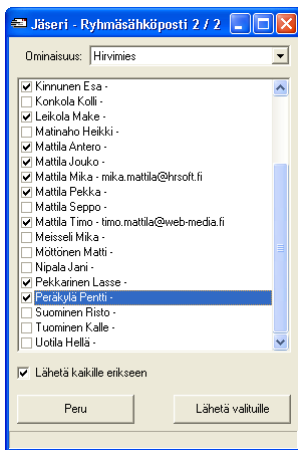 Jäseri - Ryhmäsähköposti 2 / 2
Ominaisuus: Hirvimies
Kinnunen Esa -
Konkola Kolli -
Leikola Make -
Matinaho Heikki -
Mattila Antero -
Mattila Jouko -
Mattila Mika - mika.mattila@hrsoft.fi
Mattila Pekka -
Mattila Seppo -
Mattila Timo - timo.mattila@web-media.fi
Meisseli Mika -
Möttönen Matti -
Nipala Jani -
Pekkarinen Lasse -
Peräkylä Pentti -
Suominen Risto -
Tuominen Kalle -
Uotila Hellä -
Lähetä kaikille erikseen
Peru
Lähetä valituille